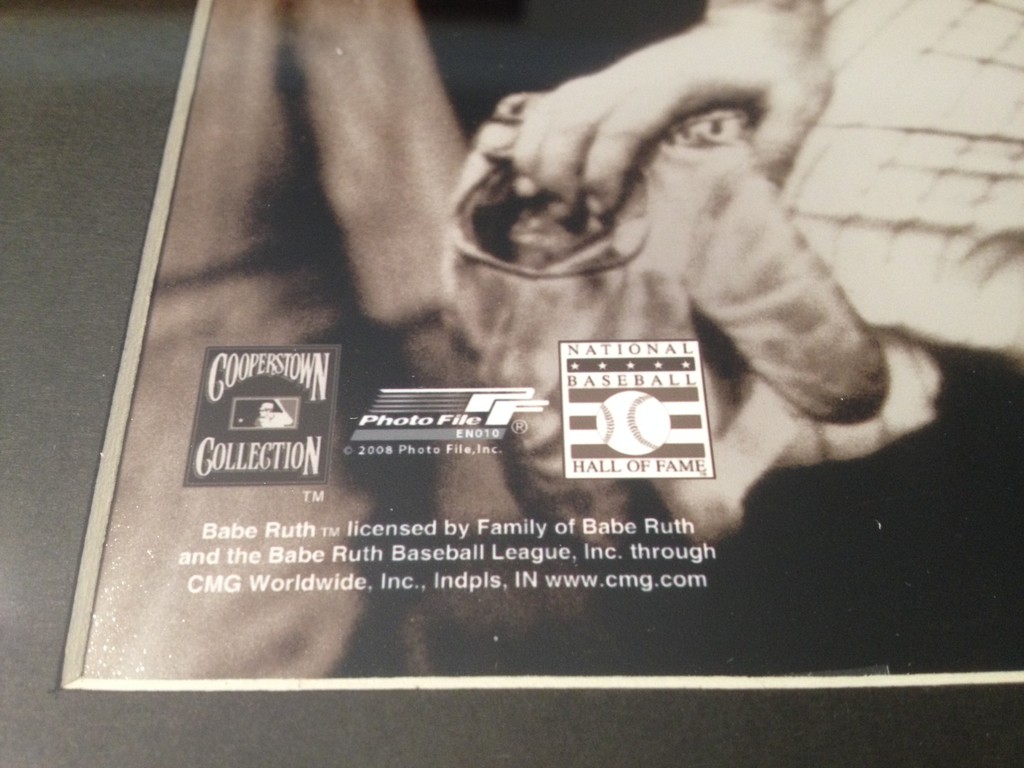 COOPERSTOWN
COLLECTION
TM
Photo File PF ®
EN010
© 2008 Photo File, Inc.
NATIONAL
BASEBALL
HALL OF FAME
Babe Ruth TM licensed by Family of Babe Ruth
and the Babe Ruth Baseball League, Inc. through
CMG Worldwide, Inc., Indpls, IN www.cmg.com